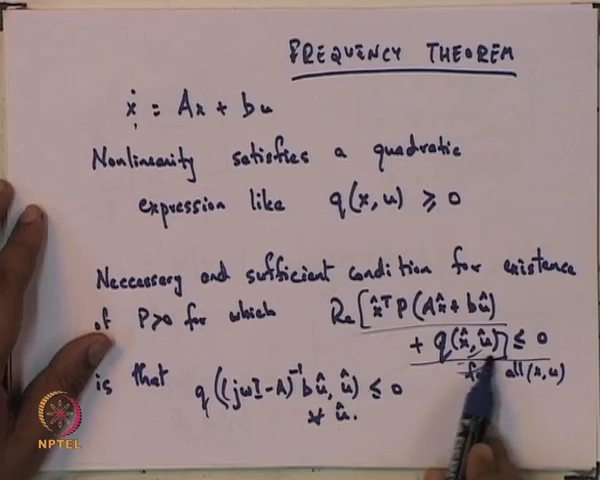 FREQUENCY THEOREM
ẋ = Ax + bu
Nonlinearity satisfies a quadratic
expression like q(x, u) ≥ 0
Neccessary and sufficient condition for existence
of P>0 for which Re[x̂ᵀP(Ax̂ + bû)
+ q(x̂, û)] ≤ 0
all (x, u)
is that q((jωI - A)⁻¹bû, û) ≤ 0
∀ û.
NPTEL